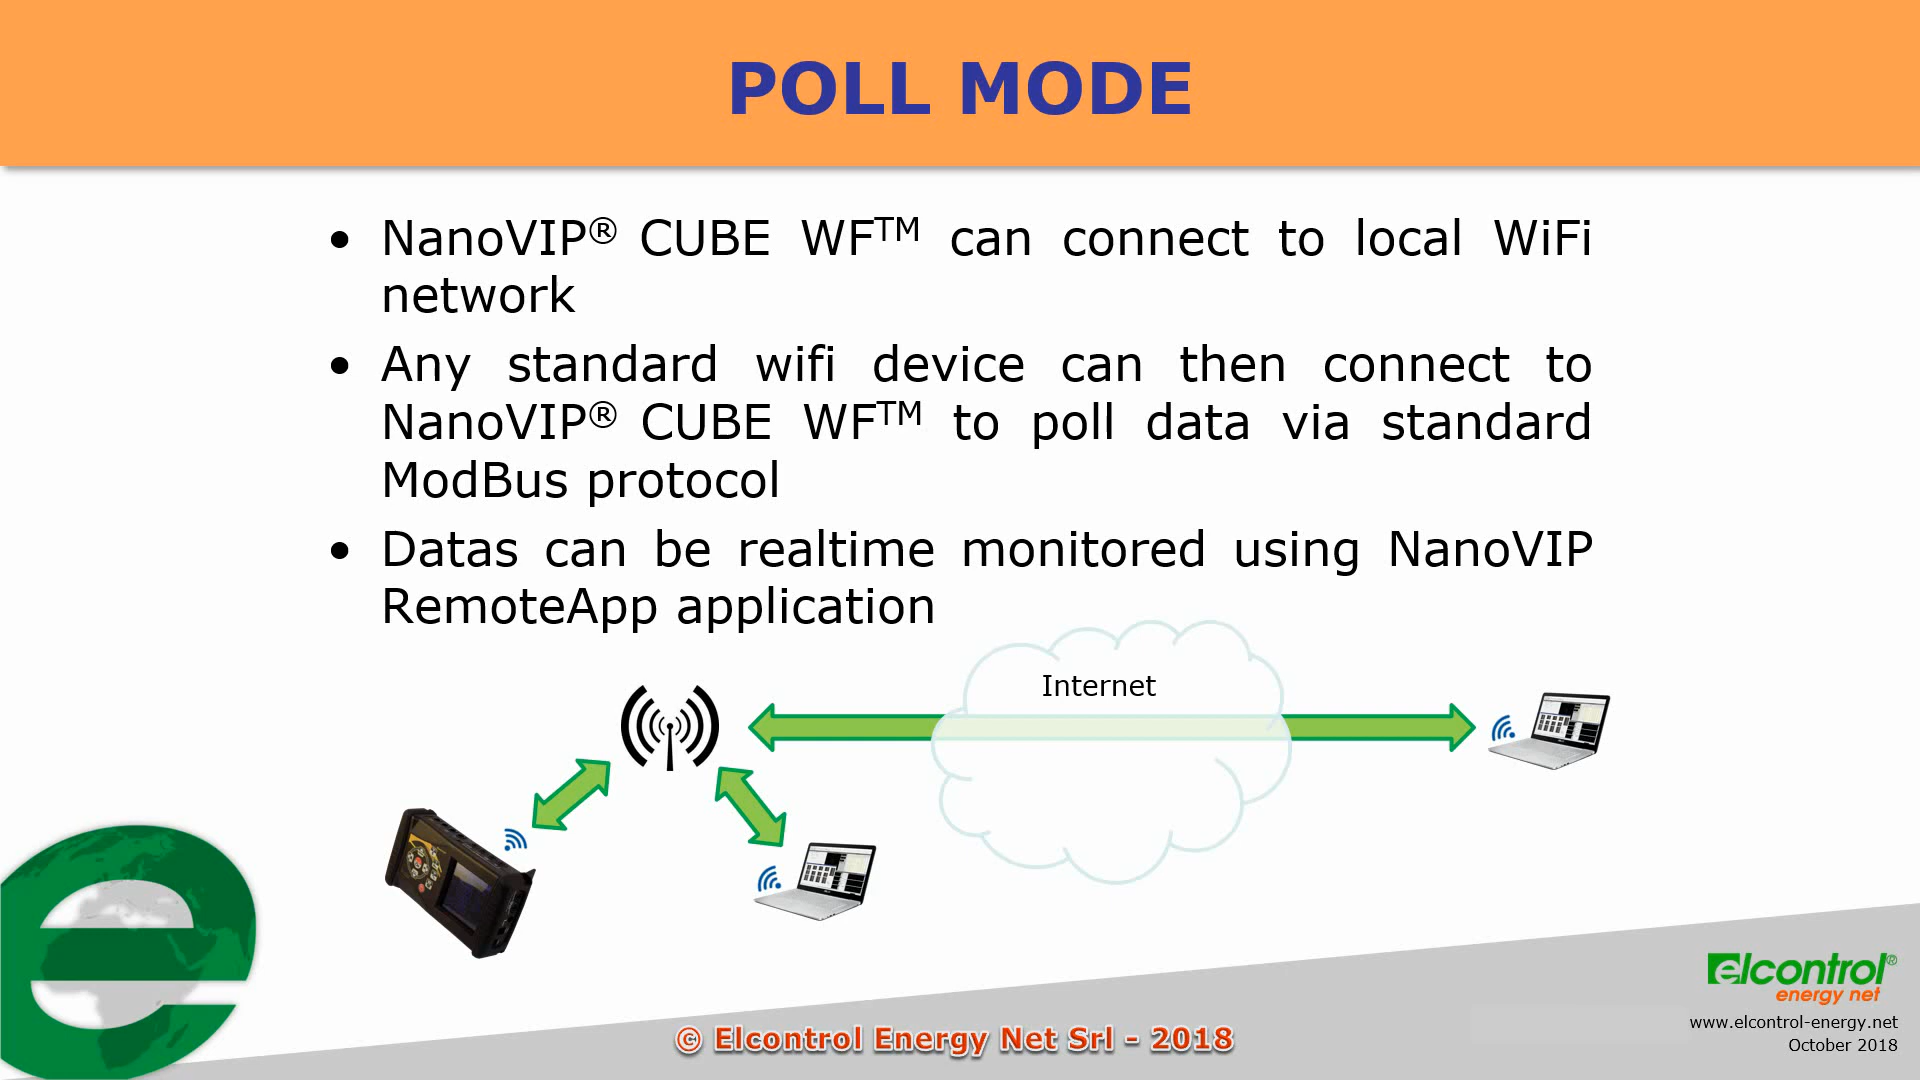 POLL MODE
• NanoVIP® CUBE WF™ can connect to local WiFi
network
• Any standard wifi device can then connect to
NanoVIP® CUBE WF™ to poll data via standard
ModBus protocol
• Datas can be realtime monitored using NanoVIP
RemoteApp application
Internet
elcontrol®
energy net
www.elcontrol-energy.net
October 2018
© Elcontrol Energy Net Srl - 2018